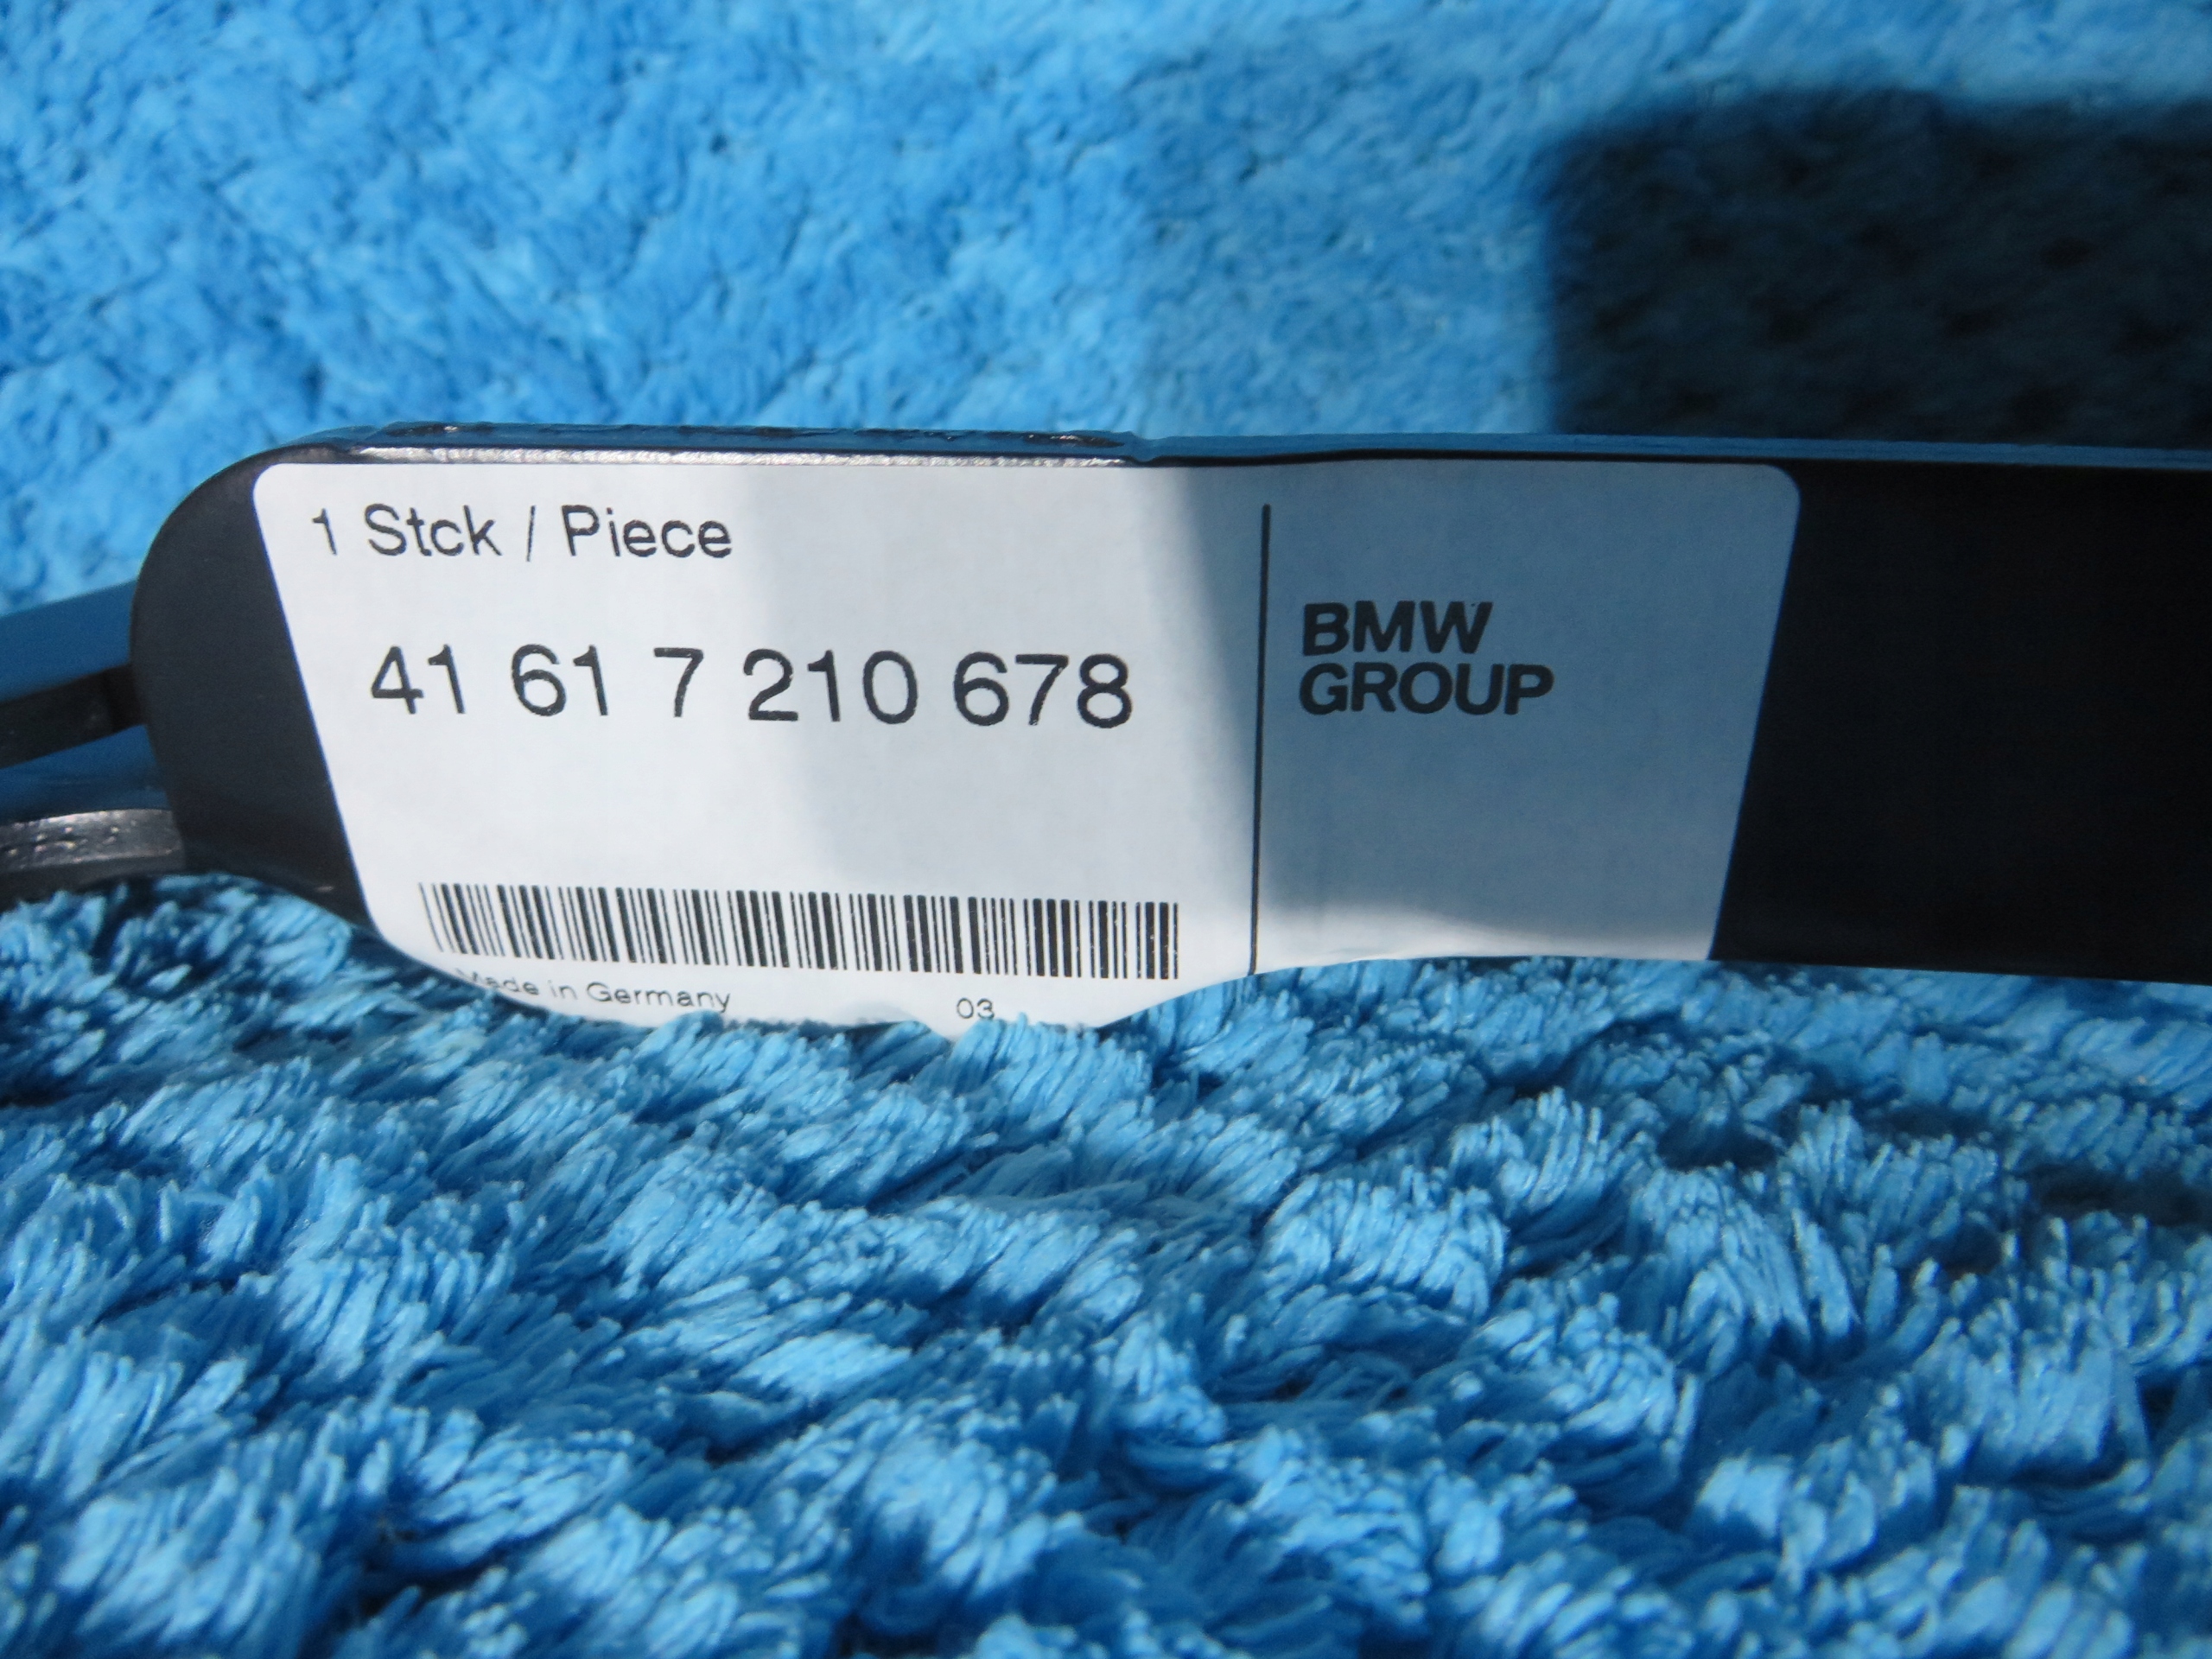 1 Stck / Piece
41 61 7 210 678
BMW
GROUP
Made in Germany 03